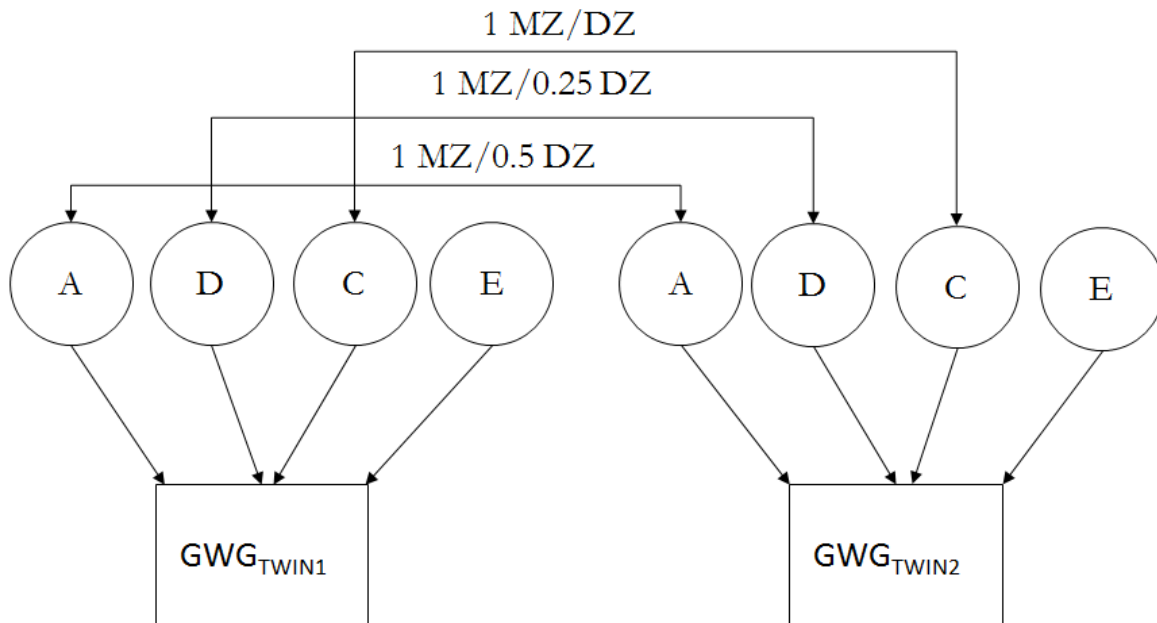 1 MZ/DZ
1 MZ/0.25 DZ
1 MZ/0.5 DZ
A D C E A D C E
GWGTWIN1 GWGTWIN2